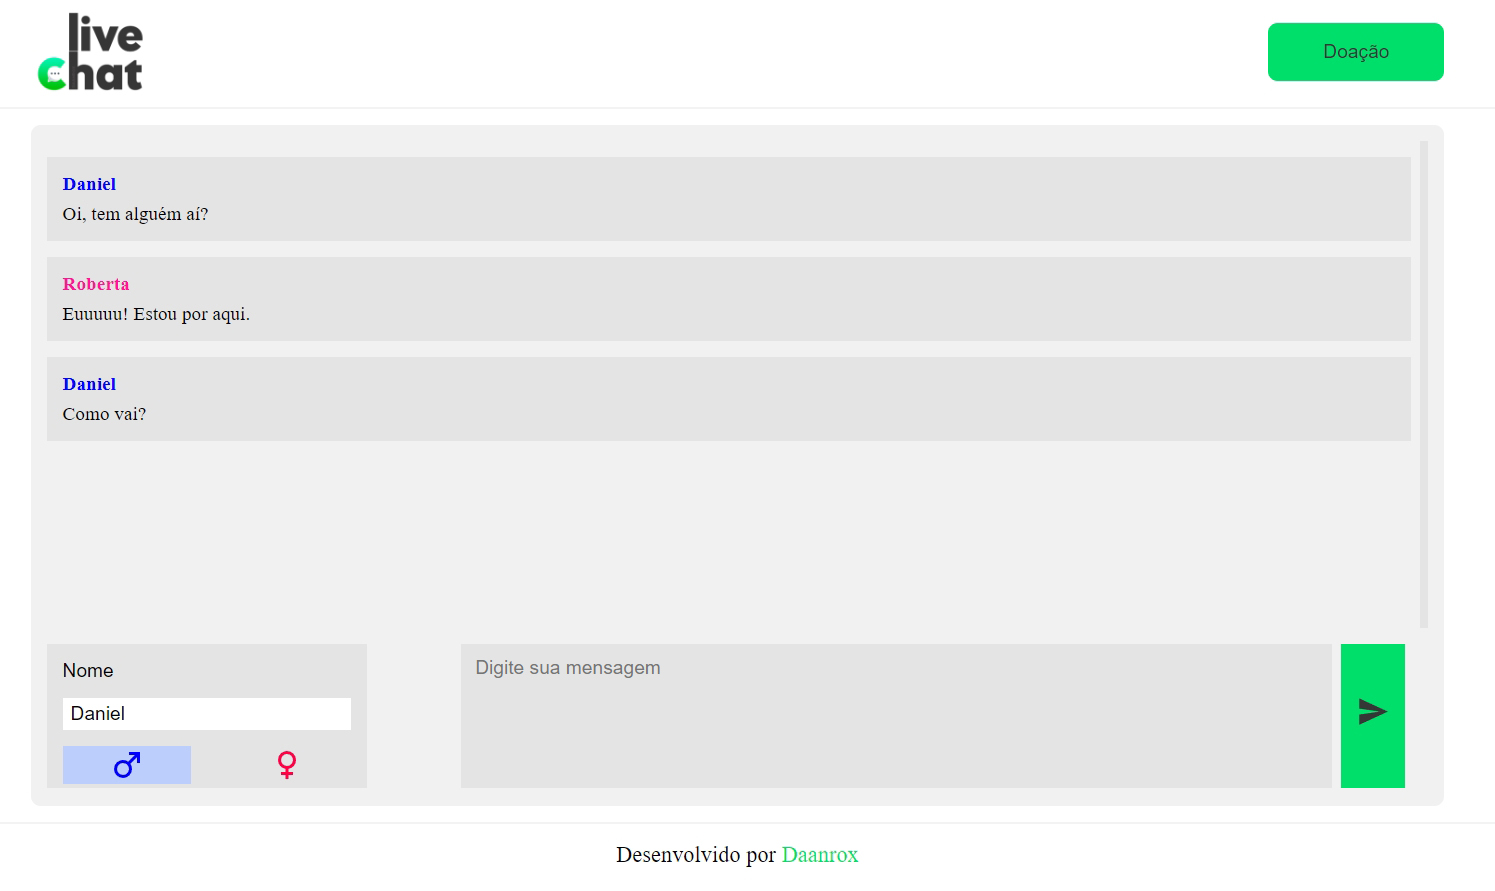 live
chat
Doação
Daniel
Oi, tem alguém aí?
Roberta
Euuuuu! Estou por aqui.
Daniel
Como vai?
Nome
Daniel
Digite sua mensagem
Desenvolvido por Daanrox